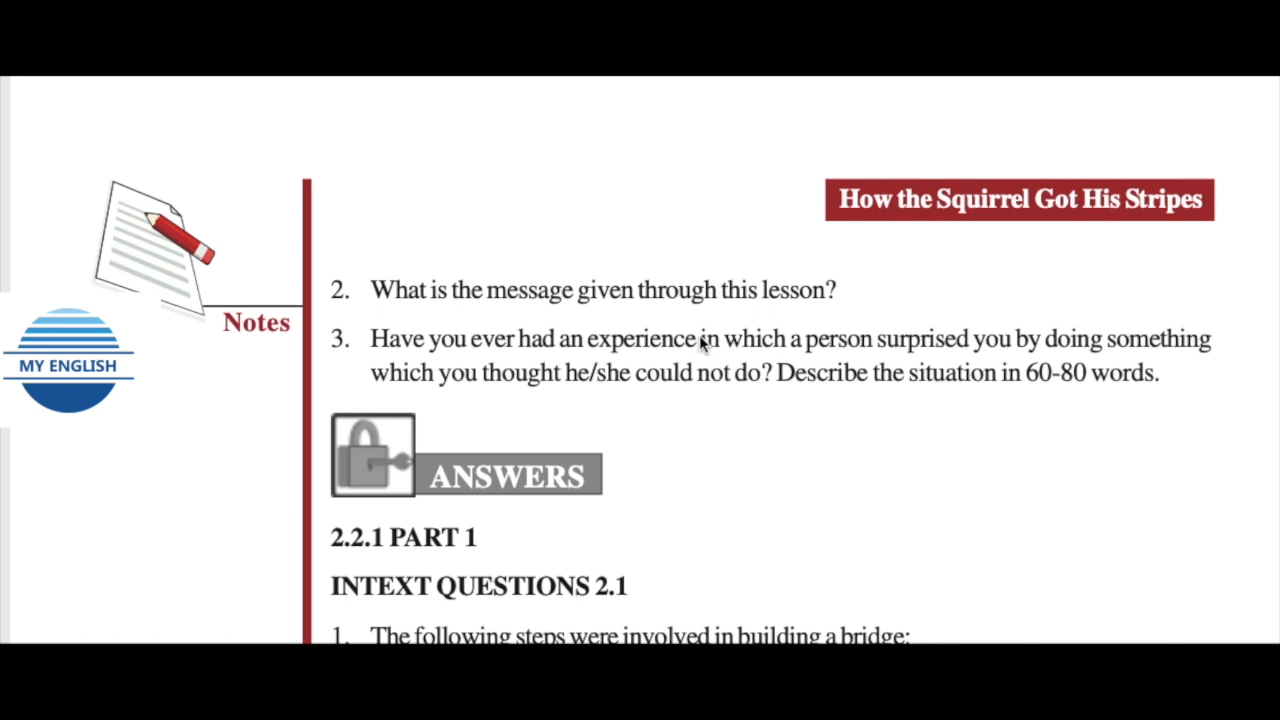 How the Squirrel Got His Stripes
2. What is the message given through this lesson?
Notes
3. Have you ever had an experience in which a person surprised you by doing something
which you thought he/she could not do? Describe the situation in 60-80 words.
MY ENGLISH
ANSWERS
2.2.1 PART 1
INTEXT QUESTIONS 2.1
1. The following steps were involved in building a bridge: